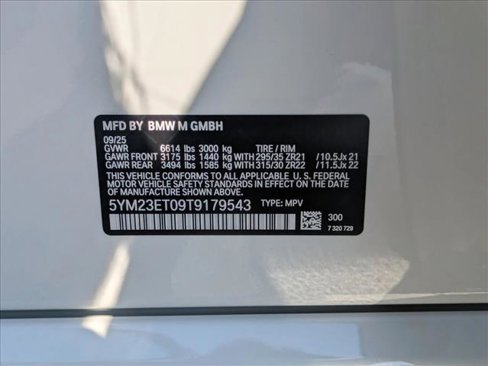 MFD BY BMW M GMBH
09/25
GVWR 6614 lbs 3000 kg TIRE / RIM
GAWR FRONT 3175 lbs 1440 kg 295/35 ZR21 / 10.5Jx 21
GAWR REAR 3494 lbs 1585 kg 315/30 ZR22 / 11.5Jx 22
THIS VEHICLE CONFORMS TO ALL APPLICABLE U. S. FEDERAL
MOTOR VEHICLE SAFETY STANDARDS IN EFFECT ON THE DATE
OF MANUFACTURE SHOWN ABOVE.
5YM23ET09T9179543 TYPE: MPV
300
7 320 729